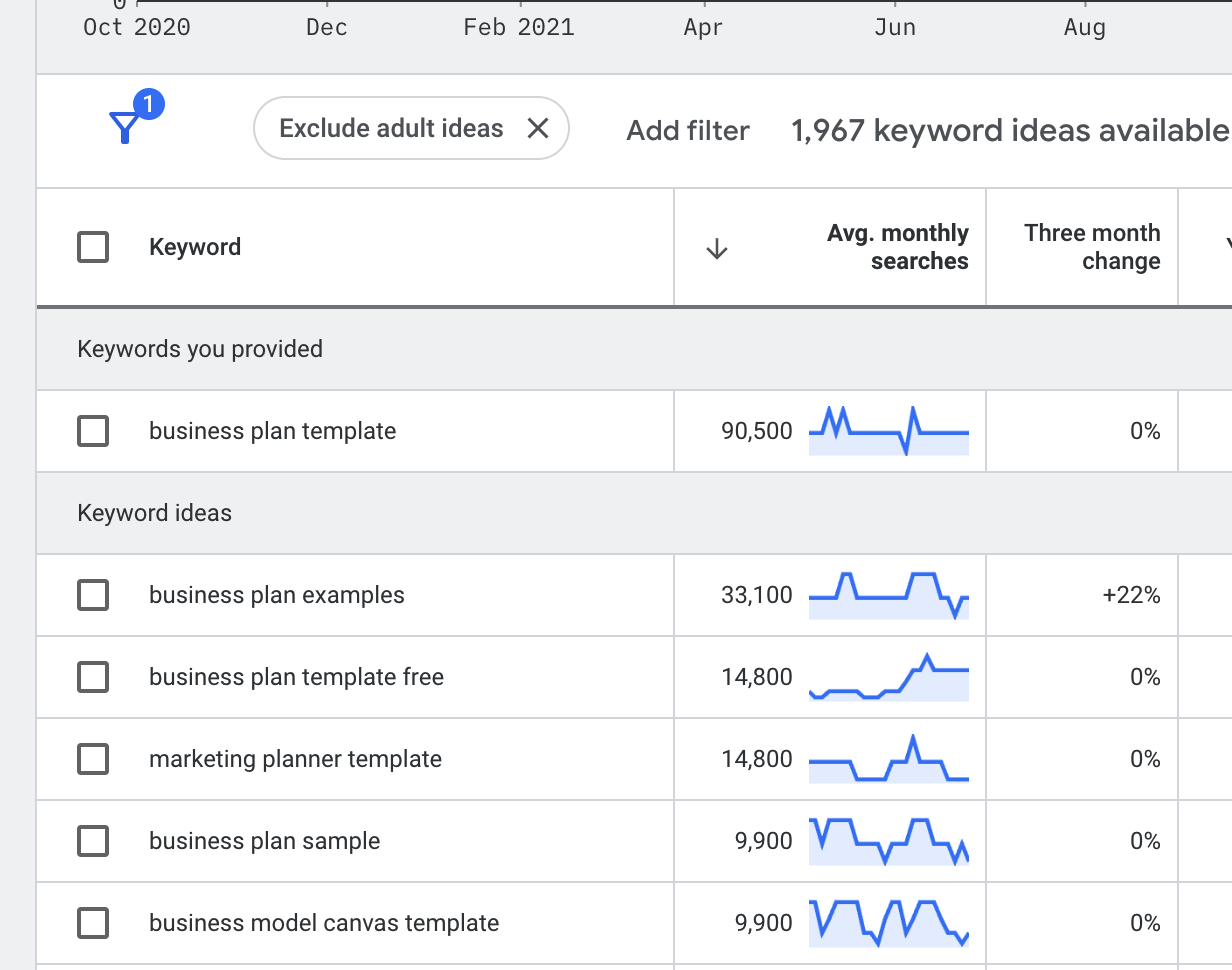 0
Oct 2020 Dec Feb 2021 Apr Jun Aug
1
Exclude adult ideas Add filter 1,967 keyword ideas available
Keyword Avg. monthly searches Three month change
Keywords you provided
business plan template 90,500 0%
Keyword ideas
business plan examples 33,100 +22%
business plan template free 14,800 0%
marketing planner template 14,800 0%
business plan sample 9,900 0%
business model canvas template 9,900 0%